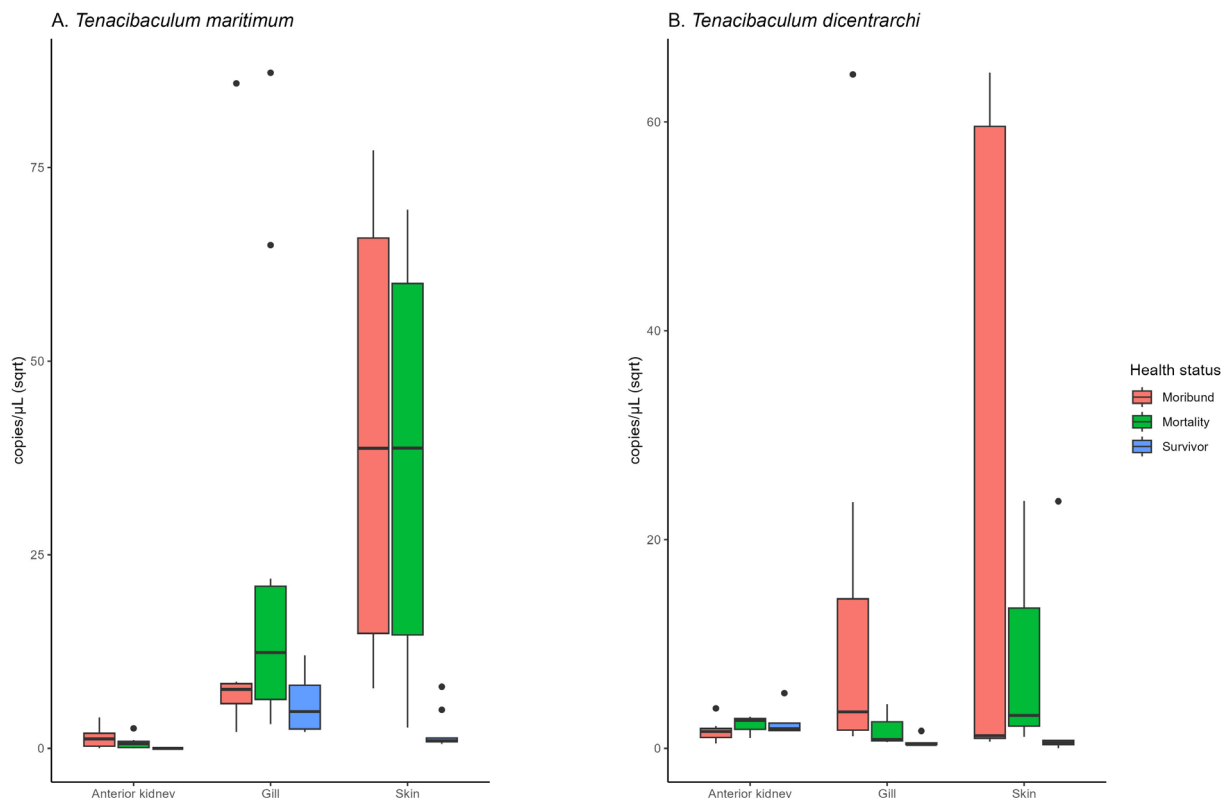 A. Tenacibaculum maritimum
75
50
25
0
copies/µL (sqrt)
Anterior kidney
Gill
Skin
B. Tenacibaculum dicentrarchi
60
40
20
0
copies/µL (sqrt)
Anterior kidney
Gill
Skin
Health status
Moribund
Mortality
Survivor